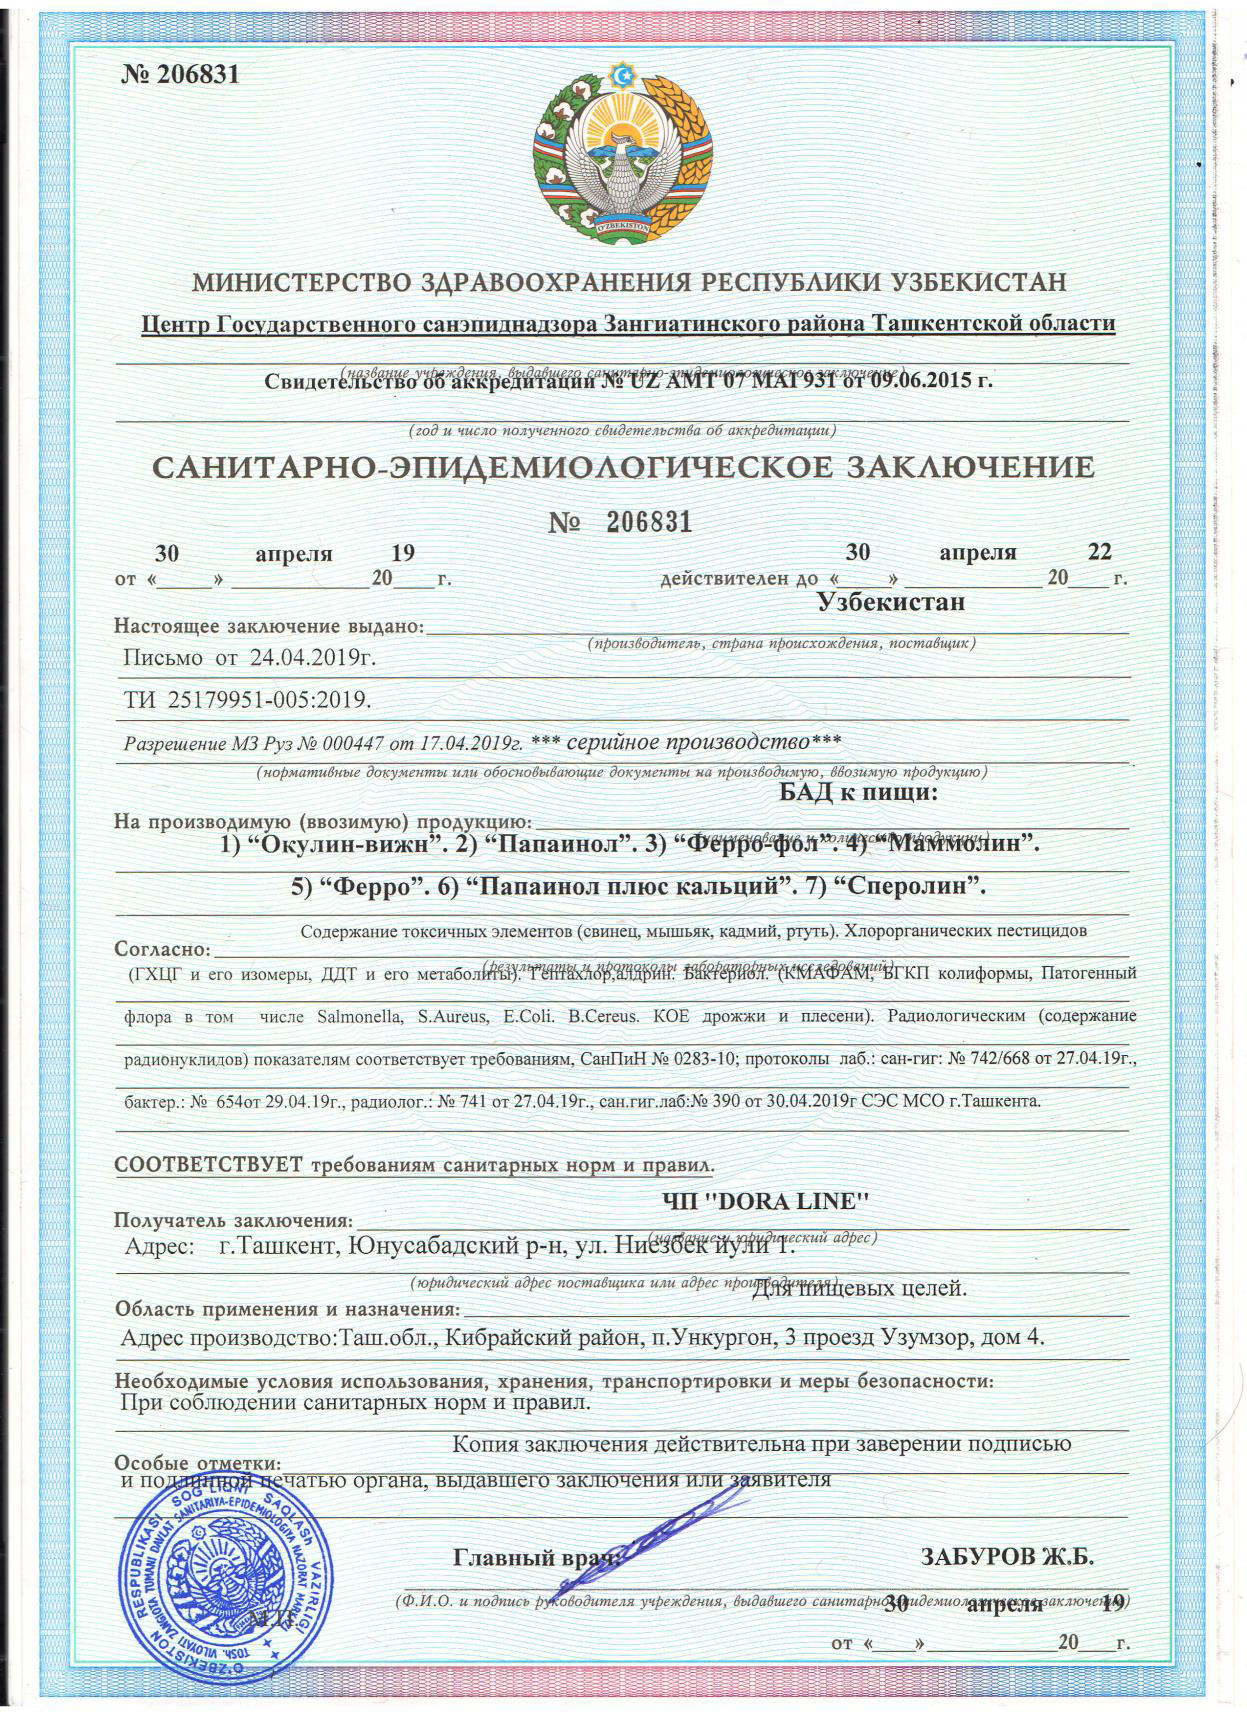 № 206831
O'ZBEKISTON
МИНИСТЕРСТВО ЗДРАВООХРАНЕНИЯ РЕСПУБЛИКИ УЗБЕКИСТАН
Центр Государственного санэпиднадзора Зангиатинского района Ташкентской области
(название учреждения, выдавшего санитарно-эпидемиологическое заключение)
Свидетельство об аккредитации № UZ АМТ 07 МАІ 931 от 09.06.2015 г.
(год и число полученного свидетельства об аккредитации)
САНИТАРНО-ЭПИДЕМИОЛОГИЧЕСКОЕ ЗАКЛЮЧЕНИЕ
№ 206831
30 апреля 19 30 апреля 22
от «____» ____________20___г. действителен до «____» ____________20___г.
Узбекистан
Настоящее заключение выдано:
(производитель, страна происхождения, поставщик)
Письмо от 24.04.2019г.
ТИ 25179951-005:2019.
Разрешение МЗ Руз № 000447 от 17.04.2019г. *** серийное производство***
(нормативные документы или обосновывающие документы на производимую, ввозимую продукцию)
БАД к пищи:
На производимую (ввозимую) продукцию:
(наименование и количество продукции)
1) “Окулин-вижн”. 2) “Папаинол”. 3) “Ферро-фол”. 4) “Маммолин”.
5) “Ферро”. 6) “Папаинол плюс кальций”. 7) “Сперолин”.
Содержание токсичных элементов (свинец, мышьяк, кадмий, ртуть). Хлорорганических пестицидов
Согласно:
(результаты и протоколы лабораторных исследований)
(ГХЦГ и его изомеры, ДДТ и его метаболиты). Гептахлор,алдрин. Бактериол. (КМАФАМ, БГКП колиформы, Патогенный
флора в том числе Salmonella, S.Aureus, E.Coli. B.Cereus. КОЕ дрожжи и плесени). Радиологическим (содержание
радионуклидов) показателям соответствует требованиям, СанПиН № 0283-10; протоколы лаб.: сан-гиг: № 742/668 от 27.04.19г.,
бактер.: № 654от 29.04.19г., радиолог.: № 741 от 27.04.19г., сан.гиг.лаб:№ 390 от 30.04.2019г СЭС МСО г.Ташкента.
СООТВЕТСТВУЕТ требованиям санитарных норм и правил.
ЧП "DORA LINE"
Получатель заключения:
(название и юридический адрес)
Адрес: г.Ташкент, Юнусабадский р-н, ул. Ниезбек йули 1.
(юридический адрес поставщика или адрес производителя)
Для пищевых целей.
Область применения и назначения:
Адрес производство:Таш.обл., Кибрайский район, п.Ункургон, 3 проезд Узумзор, дом 4.
Необходимые условия использования, хранения, транспортировки и меры безопасности:
При соблюдении санитарных норм и правил.
Копия заключения действительна при заверении подписью
Особые отметки:
и подлинной печатью органа, выдавшего заключения или заявителя
O'ZBEKISTON RESPUBLIKASI SOG'LIQNI SAQLASH VAZIRLIGI
TOSH. VILOYATI ZANGIOTA TUMANI DAVLAT SANITARIYA-EPIDEMIOLOGIYA NAZORAT MARKAZI
М.П.
Главный врач: ЗАБУРОВ Ж.Б.
(Ф.И.О. и подпись руководителя учреждения, выдавшего санитарно-эпидемиологическое заключение)
30 апреля 19
от «____»____________20___г.